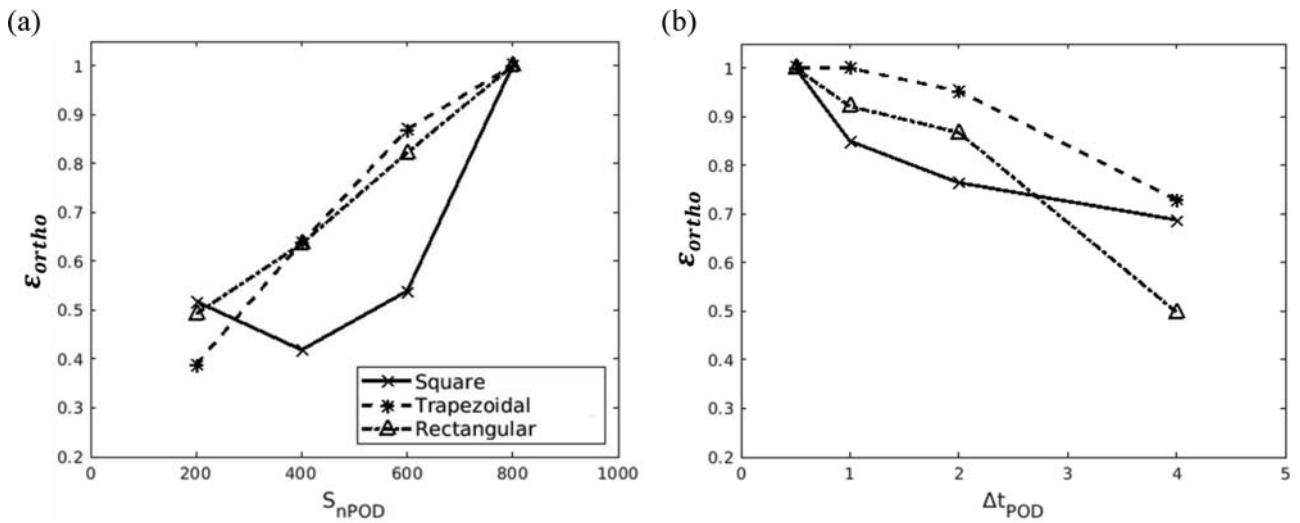 (a)
1
0.9
0.8
0.7
0.6
0.5
0.4
0.3
0.2
ε_ortho
0 200 400 600 800 1000
S_nPOD
Square
Trapezoidal
Rectangular
(b)
1
0.9
0.8
0.7
0.6
0.5
0.4
0.3
0.2
ε_ortho
0 1 2 3 4 5
Δt_POD